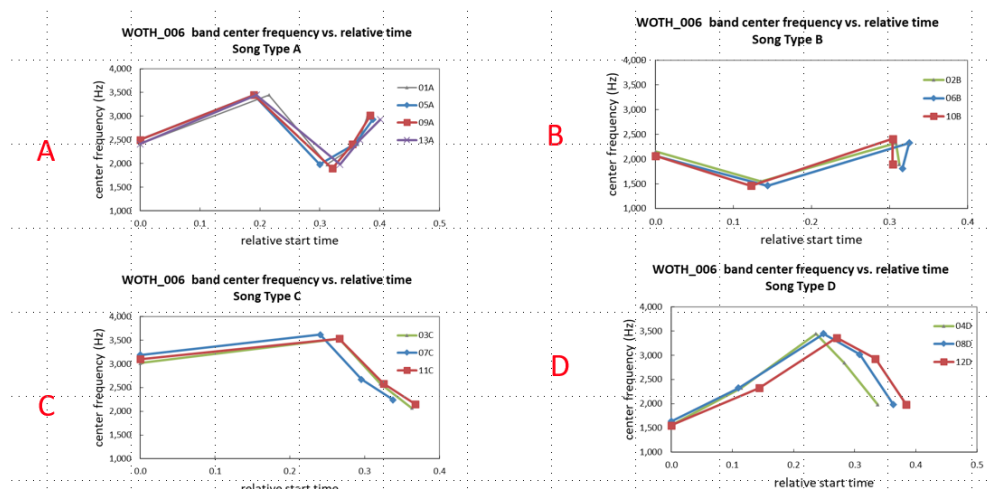 WOTH_006 band center frequency vs. relative time
Song Type A
4,000
3,500
3,000
2,500
2,000
1,500
1,000
center frequency (Hz)
0.0 0.1 0.2 0.3 0.4 0.5
relative start time
01A
05A
09A
13A
A
WOTH_006 band center frequency vs. relative time
Song Type B
4,000
3,500
3,000
2,500
2,000
1,500
1,000
center frequency (Hz)
0.0 0.1 0.2 0.3 0.4
relative start time
02B
06B
10B
B
WOTH_006 band center frequency vs. relative time
Song Type C
4,000
3,500
3,000
2,500
2,000
1,500
1,000
center frequency (Hz)
0.0 0.1 0.2 0.3 0.4 0.5
relative start time
03C
07C
11C
C
WOTH_006 band center frequency vs. relative time
Song Type D
4,000
3,500
3,000
2,500
2,000
1,500
1,000
center frequency (Hz)
0.0 0.1 0.2 0.3 0.4 0.5
relative start time
04D
08D
12D
D